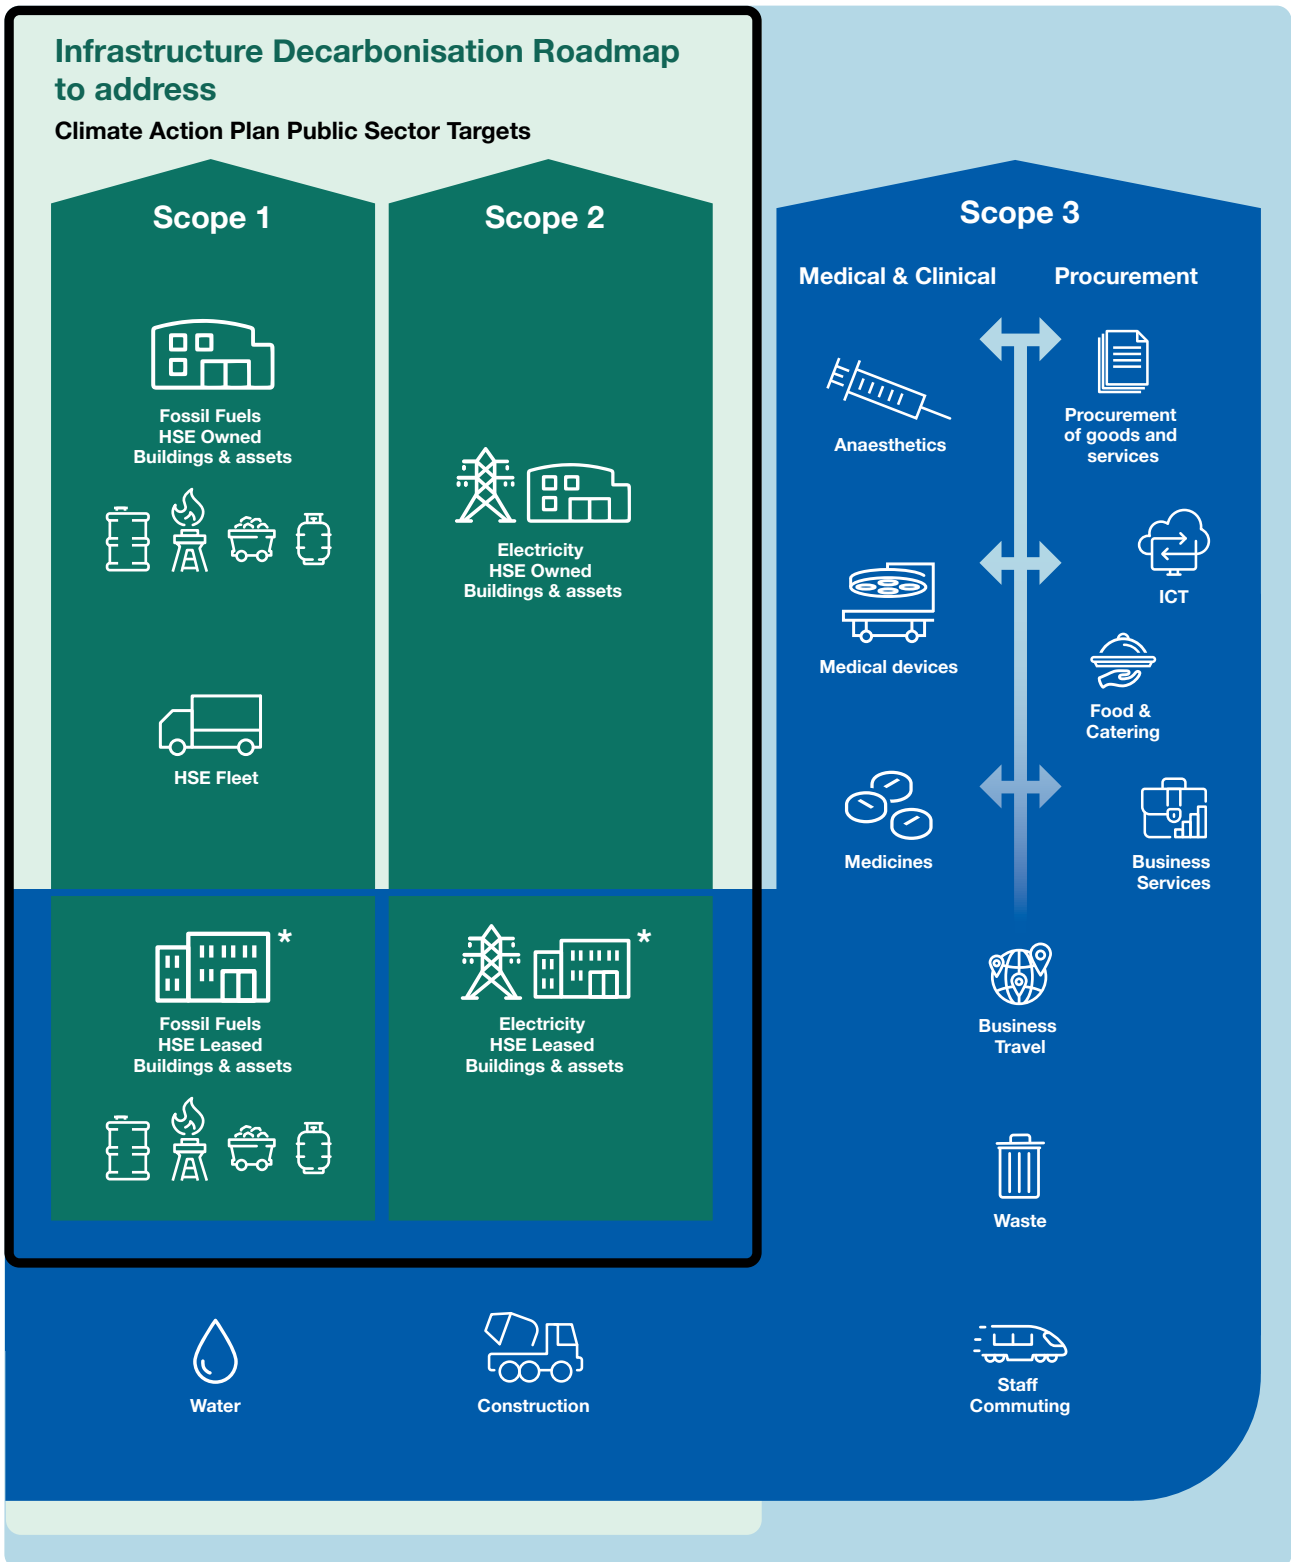 Infrastructure Decarbonisation Roadmap
to address
Climate Action Plan Public Sector Targets
Scope 1
Fossil Fuels
HSE Owned
Buildings & assets
HSE Fleet
*
Fossil Fuels
HSE Leased
Buildings & assets
Scope 2
Electricity
HSE Owned
Buildings & assets
*
Electricity
HSE Leased
Buildings & assets
Scope 3
Medical & Clinical
Anaesthetics
Medical devices
Medicines
Procurement
Procurement
of goods and
services
ICT
Food &
Catering
Business
Services
Business
Travel
Waste
Water
Construction
Staff
Commuting